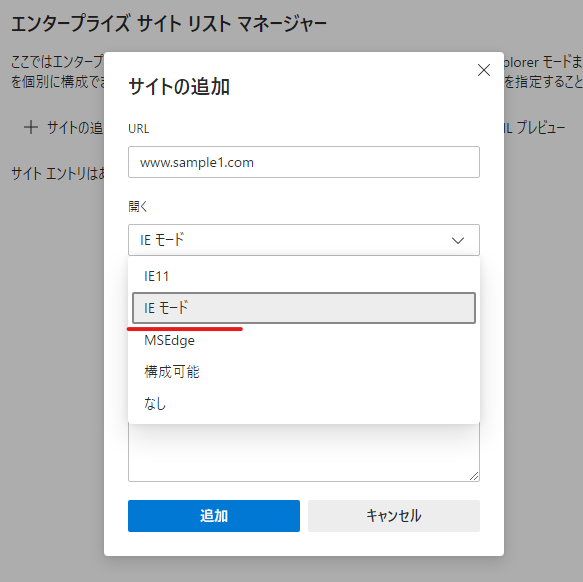 エンタープライズ サイト リスト マネージャー
ここではエンタープ
plorer モードま
を個別に構成でき
を指定すること
サイトの追
ML プレビュー
サイト エントリはあ
サイトの追加
URL
www.sample1.com
開く
IE モード
IE11
IE モード
MSEdge
構成可能
なし
追加
キャンセル